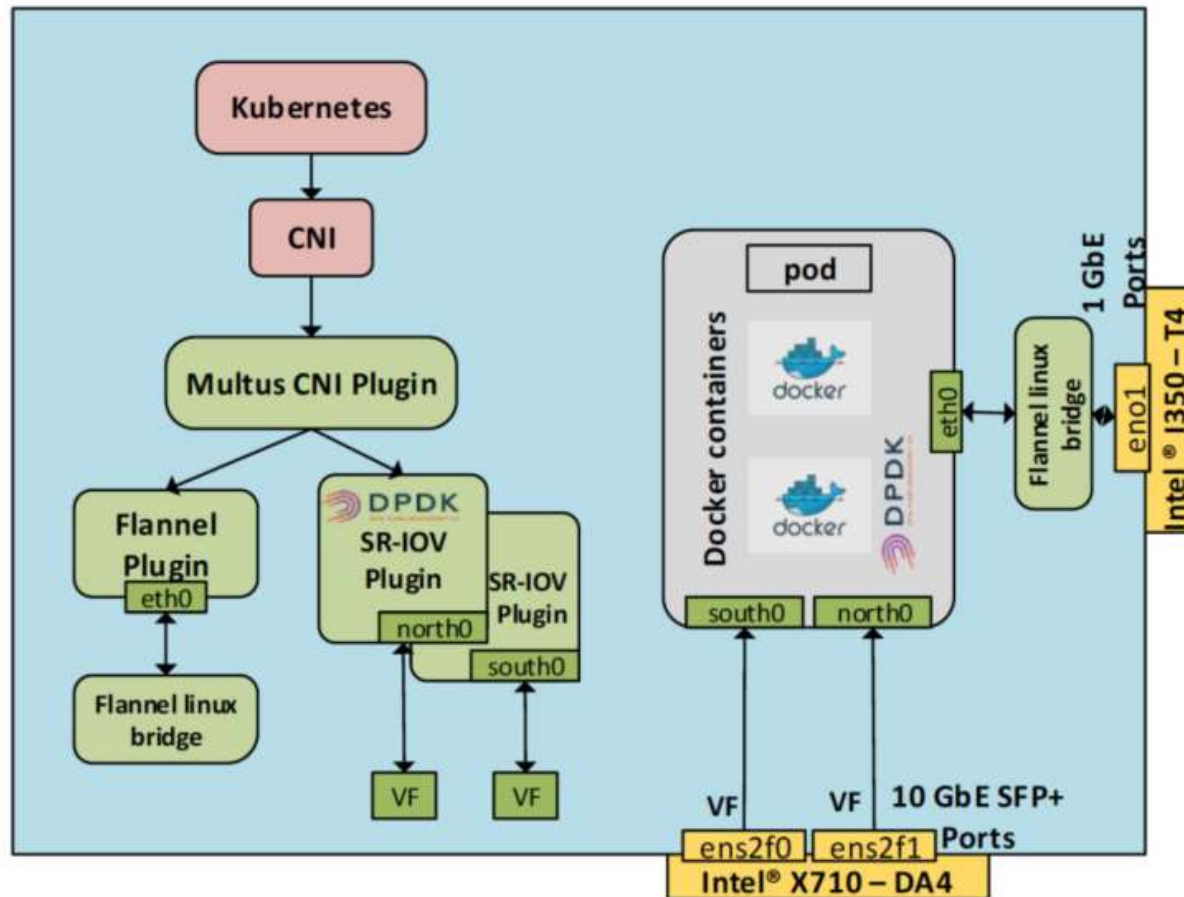 Kubernetes
CNI
Multus CNI Plugin
Flannel
Plugin
eth0
Flannel linux
bridge
DPDK
SR-IOV
Plugin
north0
SR-IOV
Plugin
south0
VF
VF
pod
Docker containers
docker
docker
DPDK
eth0
south0
north0
Flannel linux
bridge
1 GbE
Ports
eno1
Intel® I350 – T4
VF
VF
10 GbE SFP+
Ports
ens2f0
ens2f1
Intel® X710 – DA4